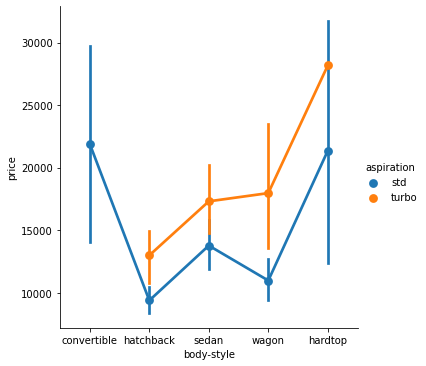 30000
25000
20000
15000
10000
price
convertible hatchback sedan wagon hardtop
body-style
aspiration
std
turbo